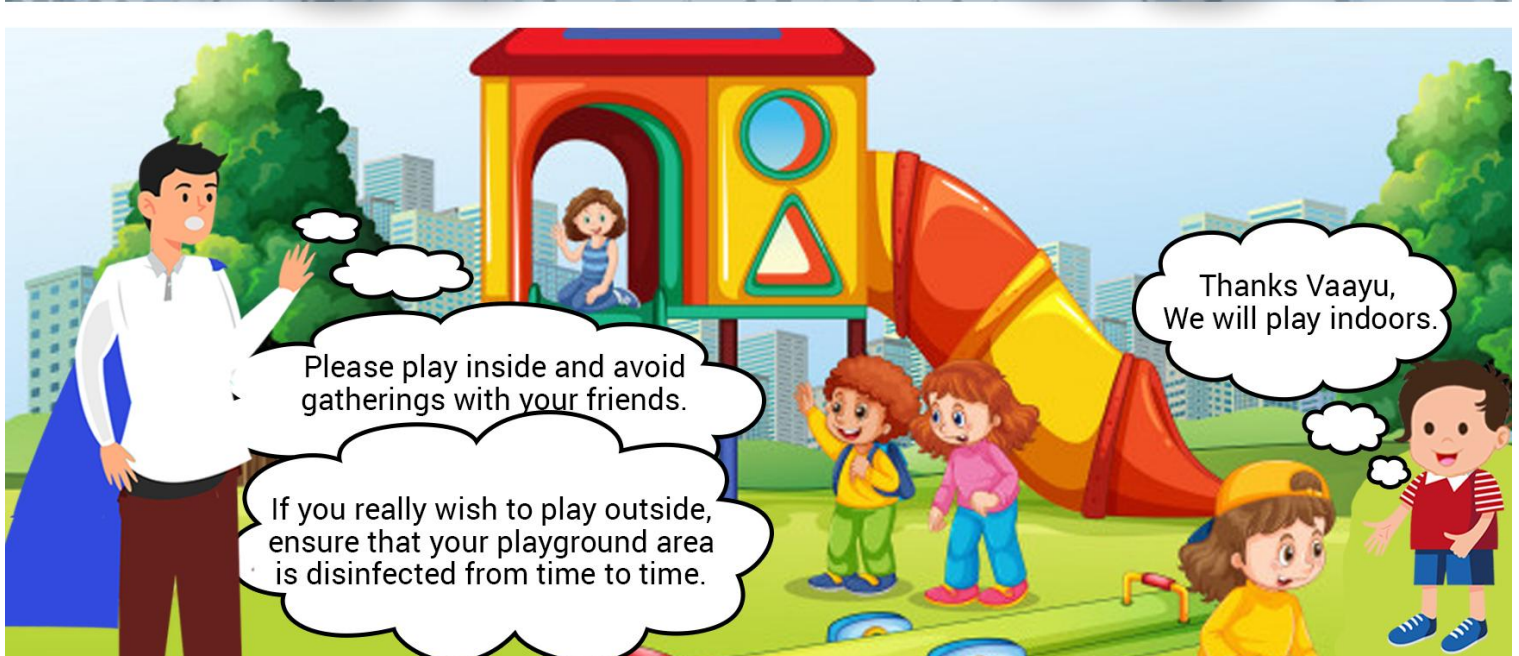 Please play inside and avoid
gatherings with your friends.
If you really wish to play outside,
ensure that your playground area
is disinfected from time to time.
Thanks Vaayu,
We will play indoors.